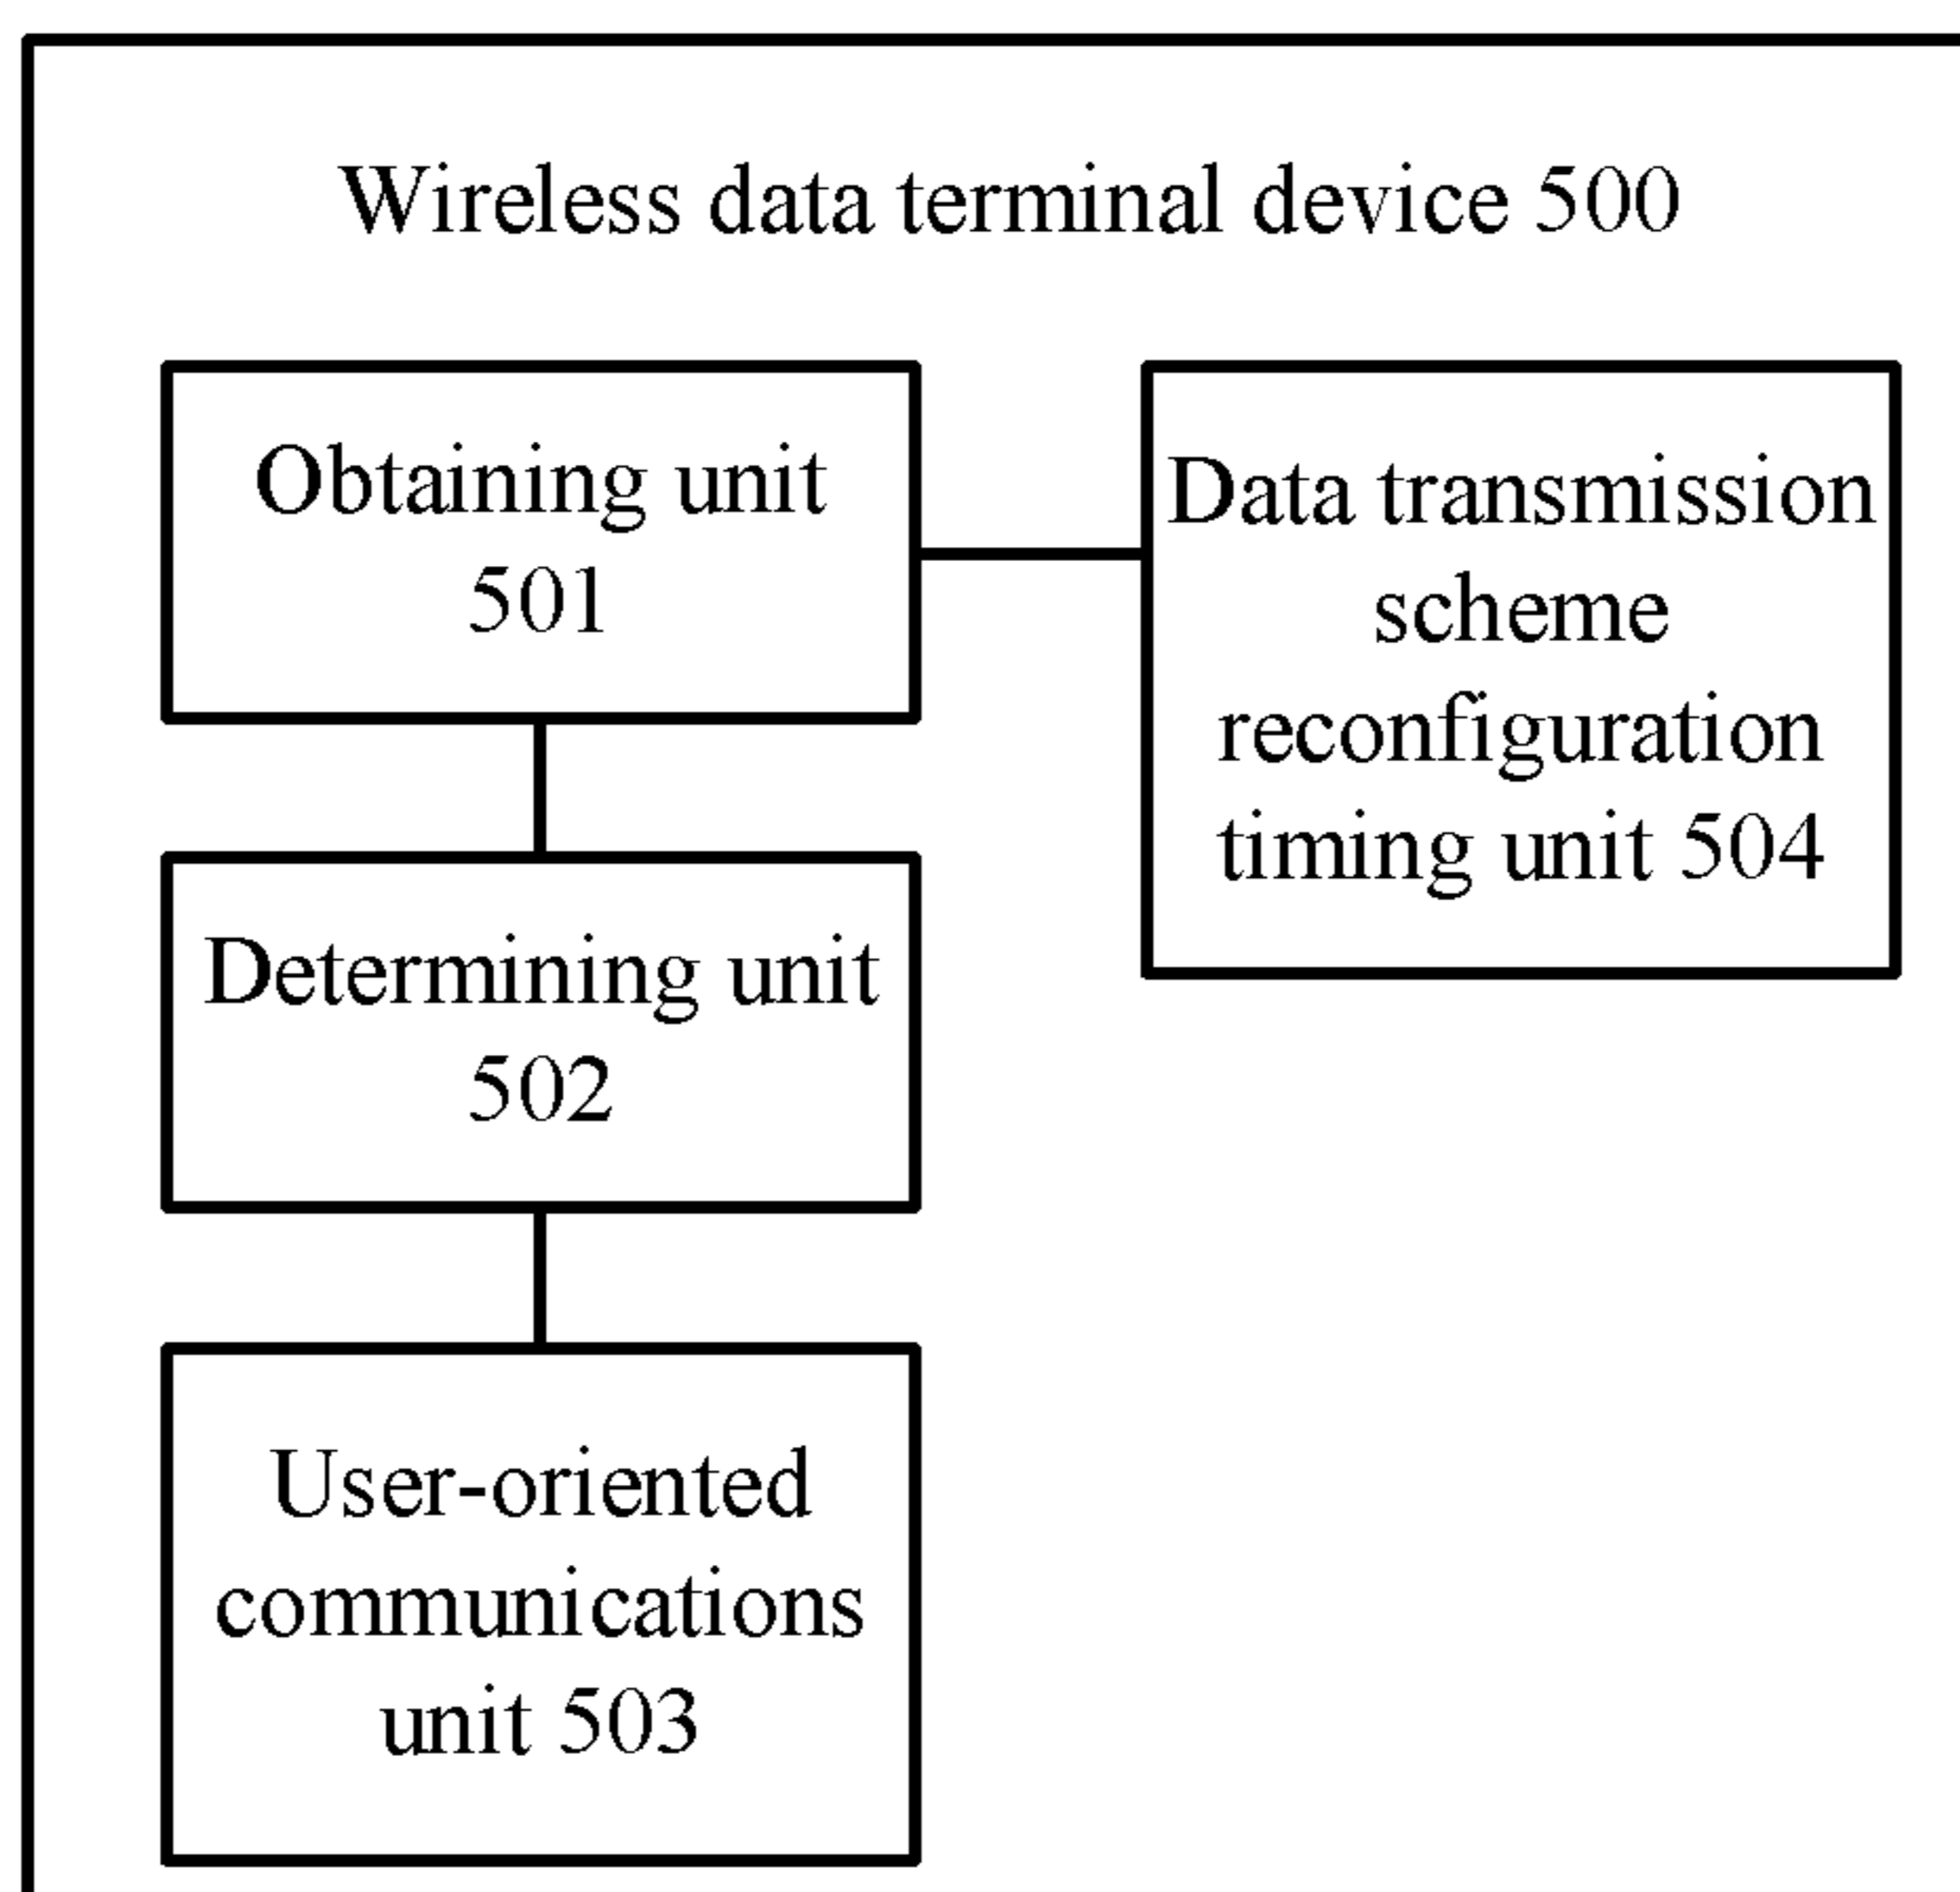 Wireless data terminal device 500
Obtaining unit
501
Data transmission
scheme
reconfiguration
timing unit 504
Determining unit
502
User-oriented
communications
unit 503